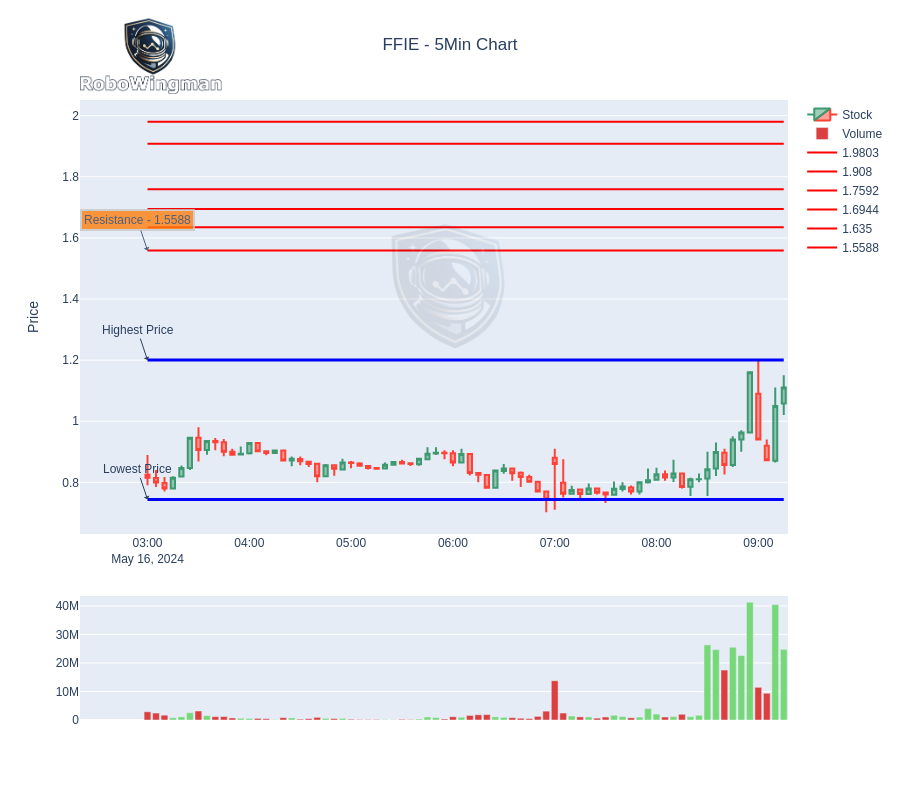 RoboWingman
FFIE - 5Min Chart
Stock
Volume
1.9803
1.908
1.7592
1.6944
1.635
1.5588
Price
2
1.8
1.6
1.4
1.2
1
0.8
Resistance - 1.5588
Highest Price
Lowest Price
03:00 04:00 05:00 06:00 07:00 08:00 09:00
May 16, 2024
40M
30M
20M
10M
0